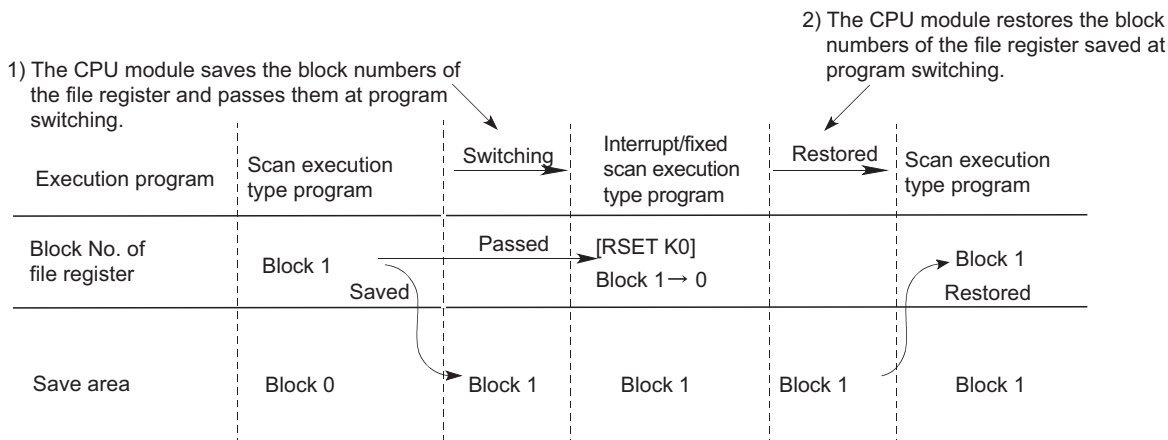 2) The CPU module restores the block
numbers of the file register saved at
program switching.
1) The CPU module saves the block numbers of
the file register and passes them at program
switching.
Execution program
Scan execution
type program
Switching
Interrupt/fixed
scan execution
type program
Restored
Scan execution
type program
Block No. of
file register
Block 1
Passed
Saved
[RSET K0]
Block 1→ 0
Block 1
Restored
Save area
Block 0
Block 1
Block 1
Block 1
Block 1